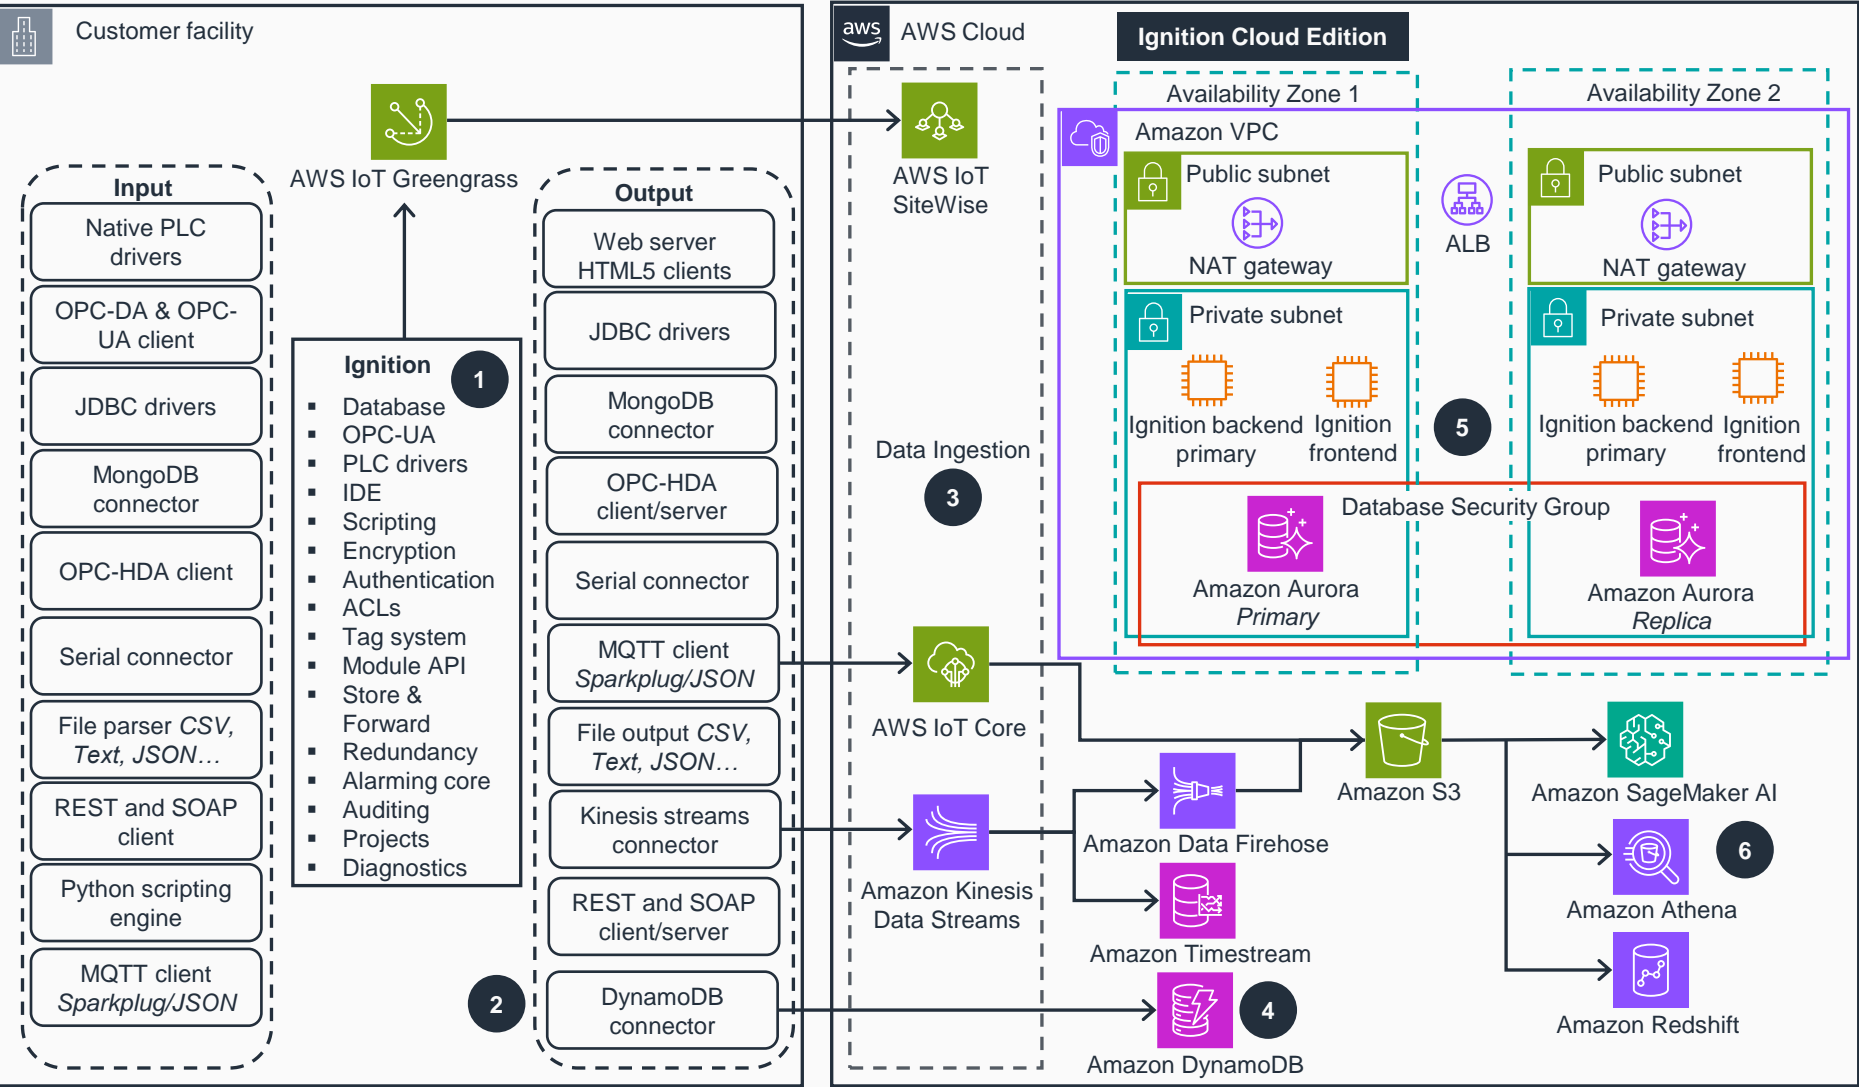 Customer facility
AWS IoT Greengrass
Input
Native PLC
drivers
OPC-DA & OPC-
UA client
JDBC drivers
MongoDB
connector
OPC-HDA client
Serial connector
File parser CSV,
Text, JSON...
REST and SOAP
client
Python scripting
engine
MQTT client
Sparkplug/JSON
Ignition
1
▪ Database
▪ OPC-UA
▪ PLC drivers
▪ IDE
▪ Scripting
▪ Encryption
▪ Authentication
▪ ACLs
▪ Tag system
▪ Module API
▪ Store &
Forward
▪ Redundancy
▪ Alarming core
▪ Auditing
▪ Projects
▪ Diagnostics
2
Output
Web server
HTML5 clients
JDBC drivers
MongoDB
connector
OPC-HDA
client/server
Serial connector
MQTT client
Sparkplug/JSON
File output CSV,
Text, JSON...
Kinesis streams
connector
REST and SOAP
client/server
DynamoDB
connector
aws
AWS Cloud
AWS IoT
SiteWise
Data Ingestion
3
AWS IoT Core
Amazon Kinesis
Data Streams
Ignition Cloud Edition
Availability Zone 1
Availability Zone 2
Amazon VPC
Public subnet
NAT gateway
ALB
Public subnet
NAT gateway
Private subnet
Ignition backend
primary
Ignition
frontend
5
Private subnet
Ignition backend
primary
Ignition
frontend
Database Security Group
Amazon Aurora
Primary
Amazon Aurora
Replica
Amazon Data Firehose
Amazon Timestream
Amazon DynamoDB
4
Amazon S3
Amazon SageMaker AI
6
Amazon Athena
Amazon Redshift